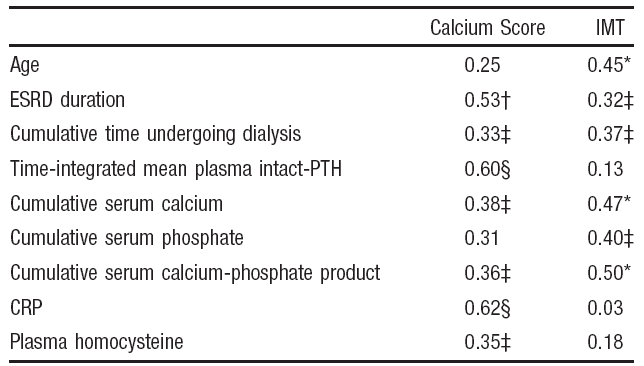 Calcium Score IMT
Age 0.25 0.45*
ESRD duration 0.53† 0.32‡
Cumulative time undergoing dialysis 0.33‡ 0.37‡
Time-integrated mean plasma intact-PTH 0.60§ 0.13
Cumulative serum calcium 0.38‡ 0.47*
Cumulative serum phosphate 0.31 0.40‡
Cumulative serum calcium-phosphate product 0.36‡ 0.50*
CRP 0.62§ 0.03
Plasma homocysteine 0.35‡ 0.18